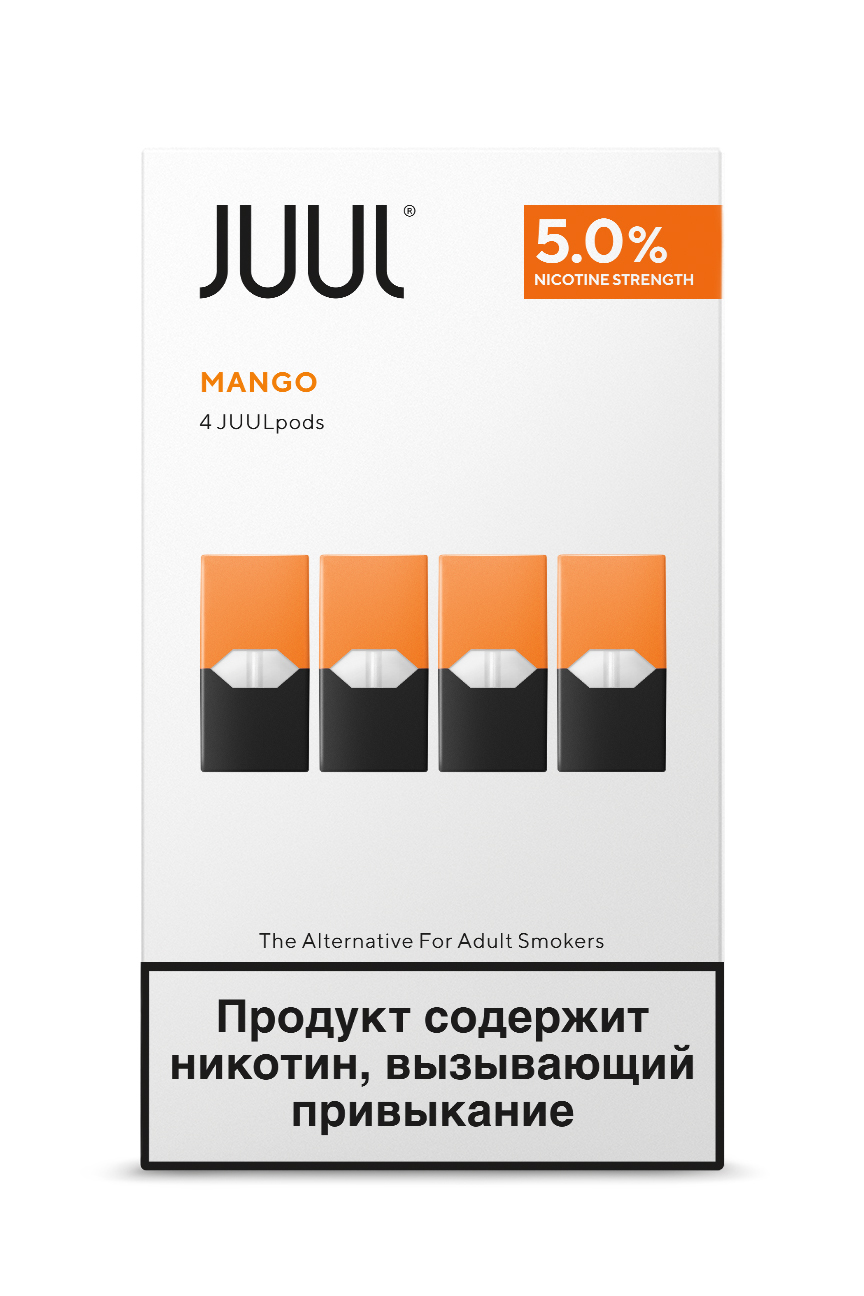 JUUL®
5.0%
NICOTINE STRENGTH
MANGO
4 JUULpods
The Alternative For Adult Smokers
Продукт содержит
никотин, вызывающий
привыкание